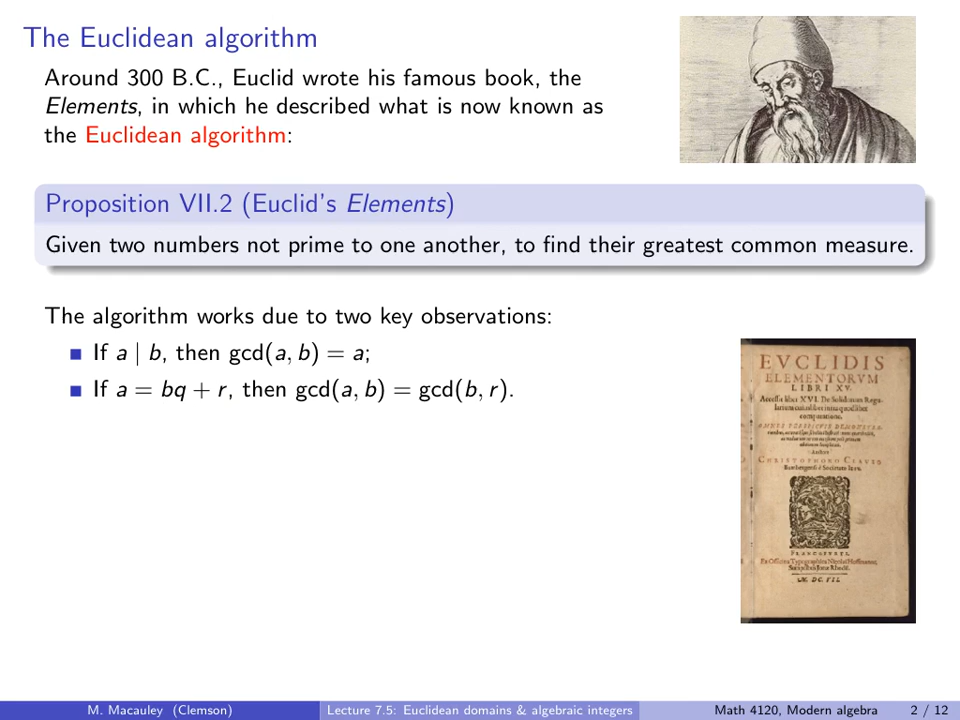 The Euclidean algorithm
Around 300 B.C., Euclid wrote his famous book, the
Elements, in which he described what is now known as
the Euclidean algorithm:
Proposition VII.2 (Euclid's Elements)
Given two numbers not prime to one another, to find their greatest common measure.
The algorithm works due to two key observations:
If a | b, then gcd(a, b) = a;
If a = bq + r, then gcd(a, b) = gcd(b, r).
EVCLIDIS
ELEMENTORVM
LIBRI XV.
M. DC. VII.
M. Macauley (Clemson) Lecture 7.5: Euclidean domains & algebraic integers Math 4120, Modern algebra 2 / 12